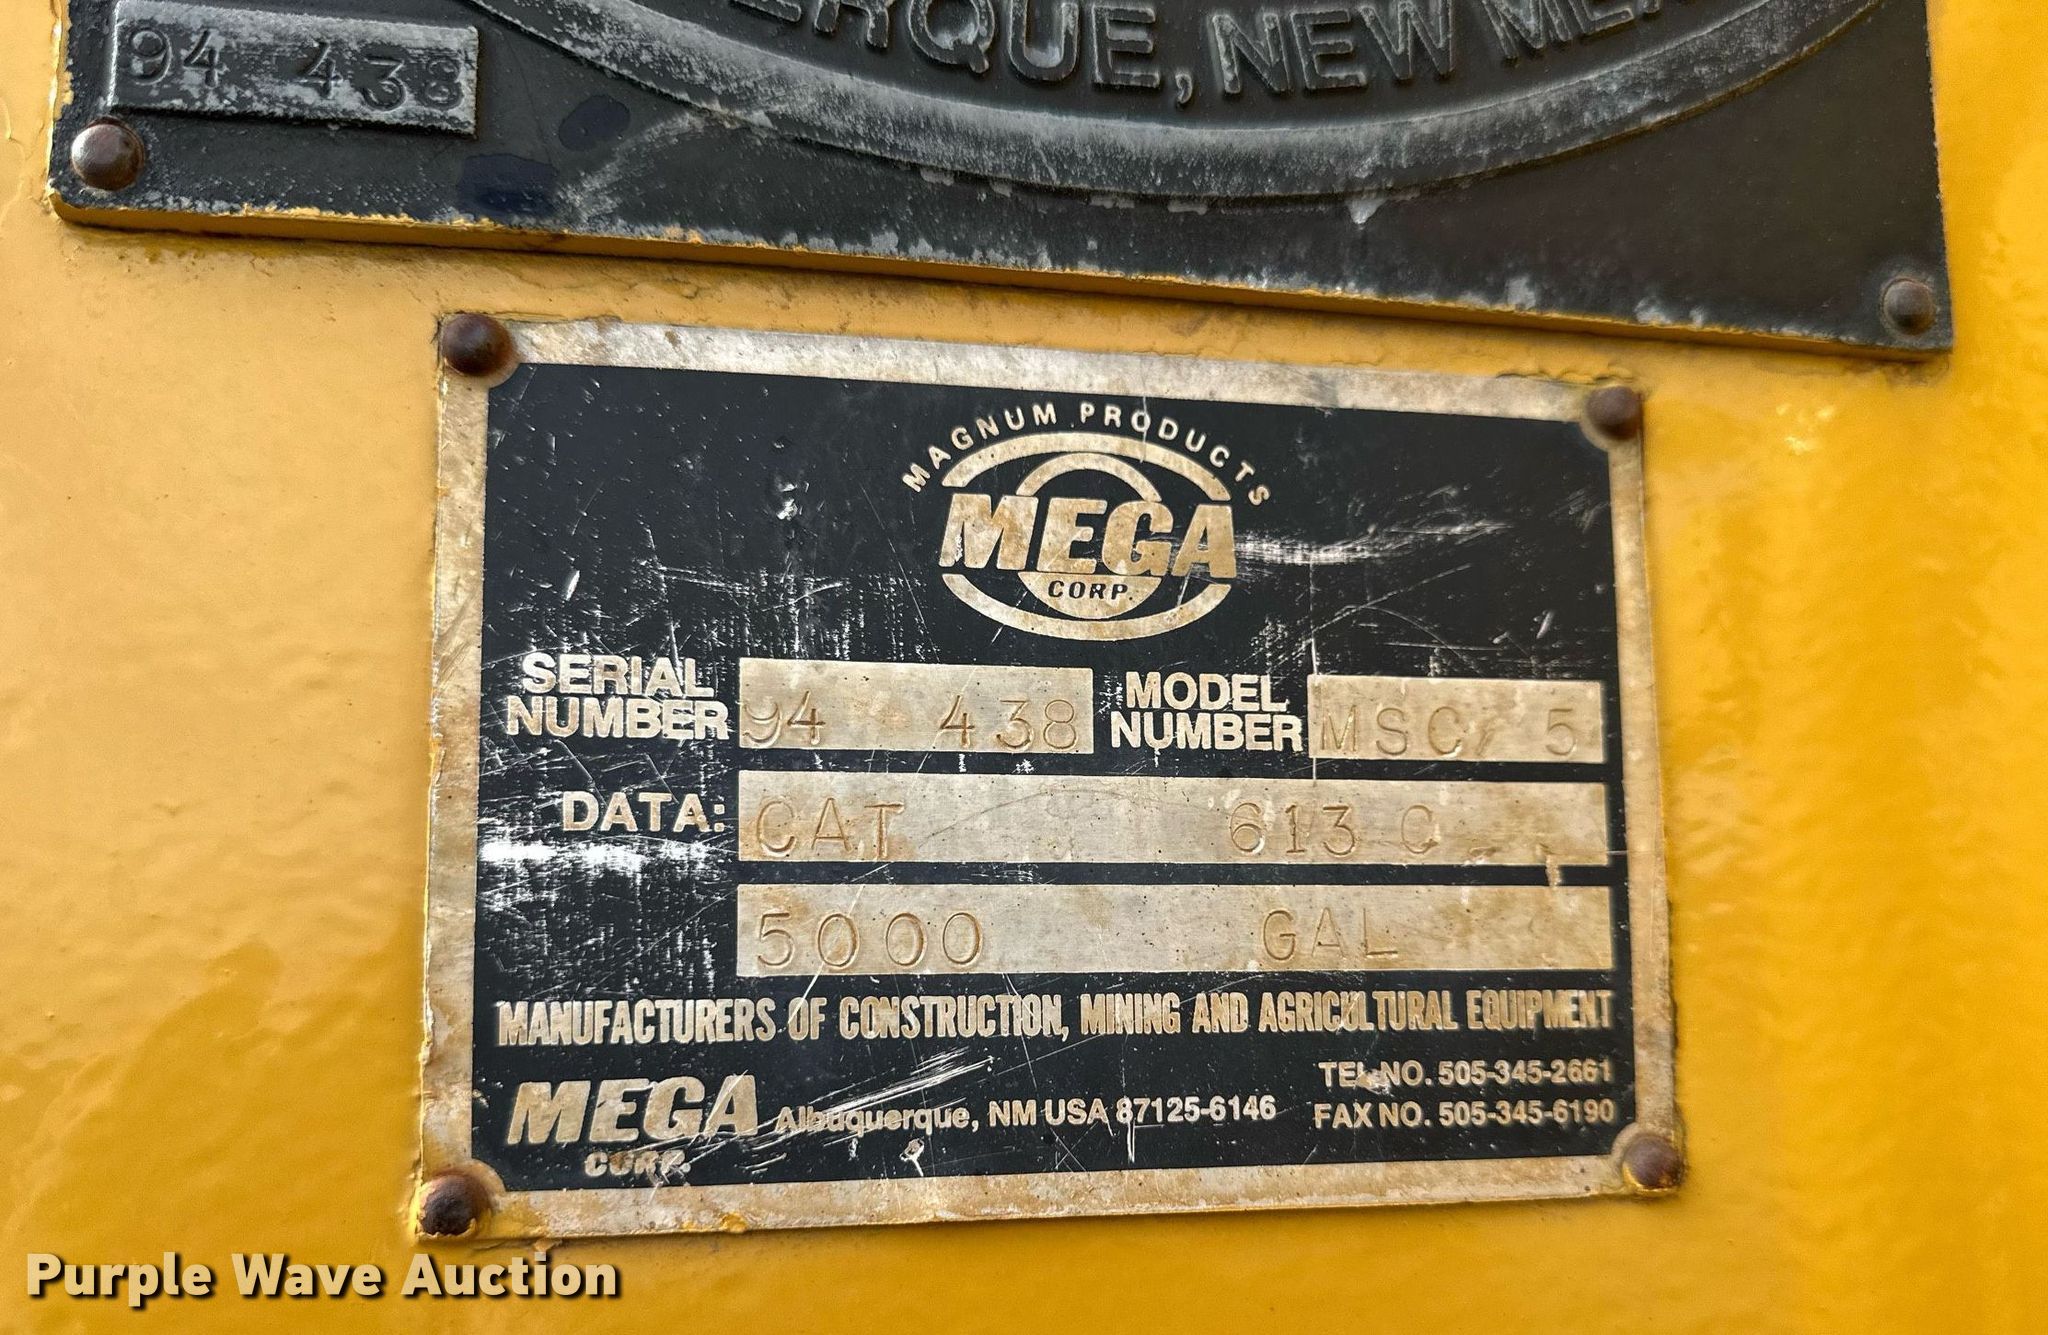 94 438
ERQUE, NEW MEX
MAGNUM PRODUCTS
MEGA
CORP.
SERIAL NUMBER 94 438 MODEL NUMBER MSC 5
DATA: CAT 613 C
5000 GAL
MANUFACTURERS OF CONSTRUCTION, MINING AND AGRICULTURAL EQUIPMENT
MEGA CORP. Albuquerque, NM USA 87125-6146
TEL NO. 505-345-2661
FAX NO. 505-345-6190
Purple Wave Auction